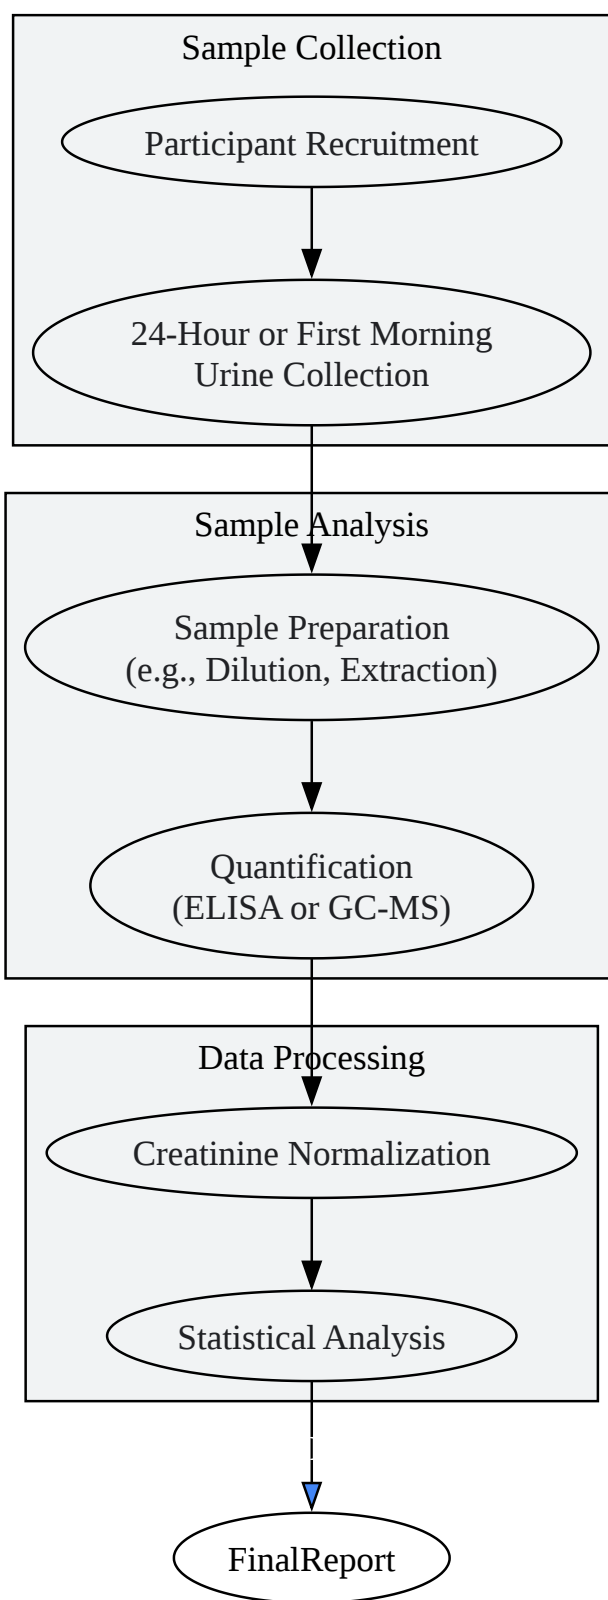 Sample Collection
Participant Recruitment
24-Hour or First Morning
Urine Collection
Sample Analysis
Sample Preparation
(e.g., Dilution, Extraction)
Quantification
(ELISA or GC-MS)
Data Processing
Creatinine Normalization
Statistical Analysis
FinalReport